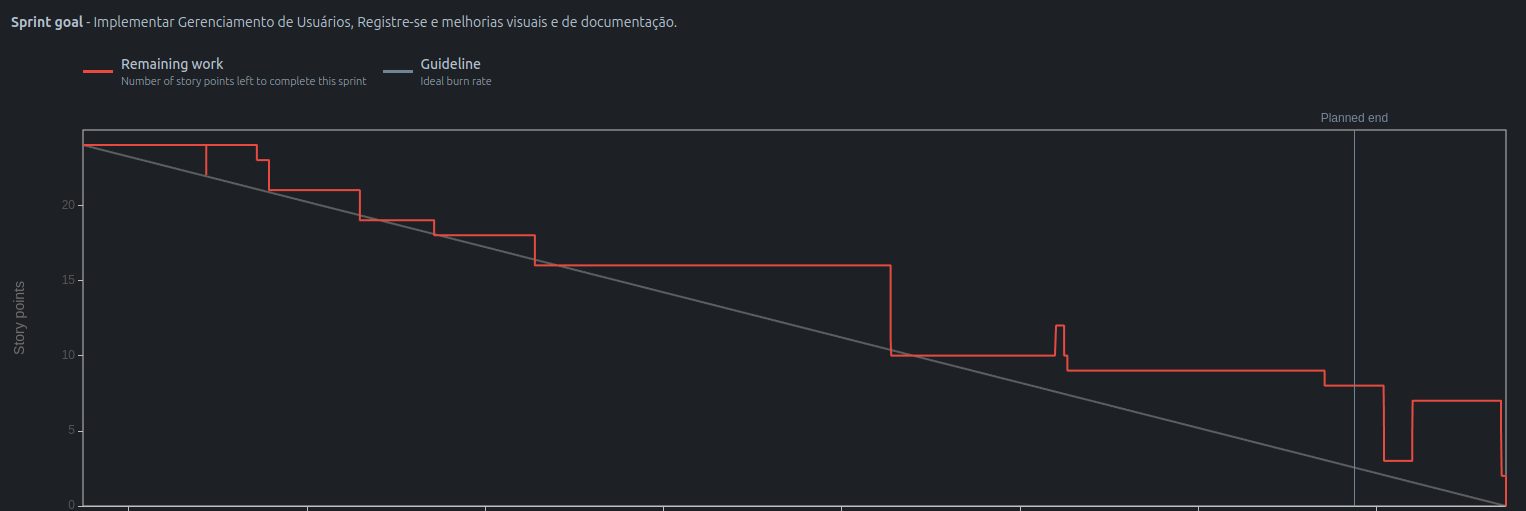 Sprint goal - Implementar Gerenciamento de Usuários, Registre-se e melhorias visuais e de documentação.
Remaining work
Number of story points left to complete this sprint
Guideline
Ideal burn rate
Planned end
20
15
Story points
10
5
0